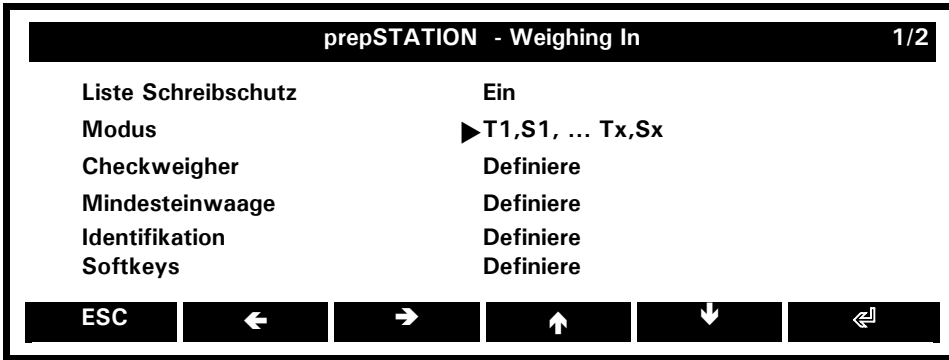 prepSTATION - Weighing In 1/2
Liste Schreibschutz Ein
Modus ▶T1,S1, ... Tx,Sx
Checkweigher Definiere
Mindesteinwaage Definiere
Identifikation Definiere
Softkeys Definiere
ESC ← → ↑ ↓ ↵